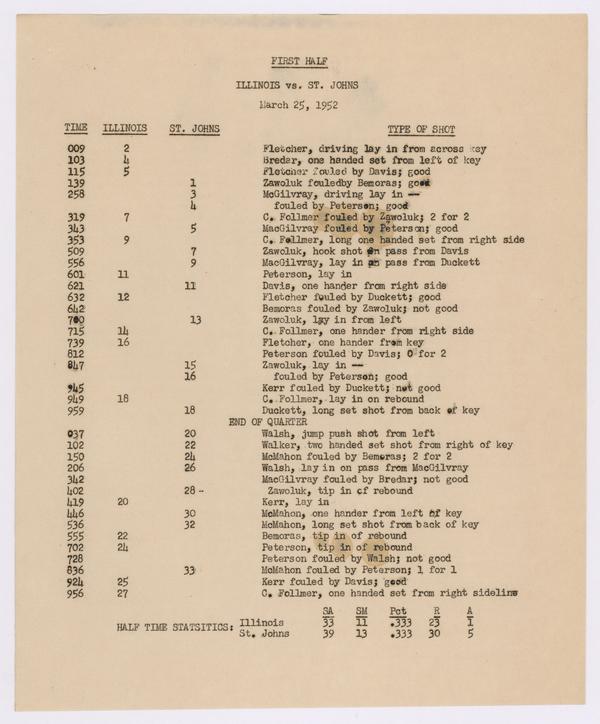 FIRST HALF
ILLINOIS vs. ST. JOHNS
March 25, 1952
TIME ILLINOIS ST. JOHNS TYPE OF SHOT
009 2 Fletcher, driving lay in from across key
103 4 Bredar, one handed set from left of key
115 5 Fletcher fouled by Davis; good
139 1 Zawoluk fouledby Bemoras; good
258 3 McGilvray, driving lay in —
4 fouled by Peterson; good
319 7 C. Follmer fouled by Zawoluk; 2 for 2
343 5 MacGilvray fouled by Peterson; good
353 9 C. Follmer, long one handed set from right side
509 7 Zawoluk, hook shot on pass from Davis
556 9 MacGilvray, lay in on pass from Duckett
601 11 Peterson, lay in
621 11 Davis, one hander from right side
632 12 Fletcher fouled by Duckett; good
642 Bemoras fouled by Zawoluk; not good
700 13 Zawoluk, lay in from left
715 14 C. Follmer, one hander from right side
739 16 Fletcher, one hander from key
812 Peterson fouled by Davis; 0 for 2
847 15 Zawoluk, lay in —
16 fouled by Peterson; good
945 Kerr fouled by Duckett; not good
949 18 C. Follmer, lay in on rebound
959 18 Duckett, long set shot from back of key
END OF QUARTER
037 20 Walsh, jump push shot from left
102 22 Walker, two handed set shot from right of key
150 24 McMahon fouled by Bemoras; 2 for 2
206 26 Walsh, lay in on pass from MacGilvray
342 MacGilvray fouled by Bredar; not good
402 28 -- Zawoluk, tip in of rebound
419 20 Kerr, lay in
446 30 McMahon, one hander from left of key
536 32 McMahon, long set shot from back of key
555 22 Bemoras, tip in of rebound
702 24 Peterson, tip in of rebound
728 Peterson fouled by Walsh; not good
836 33 McMahon fouled by Peterson; 1 for 1
924 25 Kerr fouled by Davis; good
956 27 C. Follmer, one handed set from right sideline
SA SM Pct R A
HALF TIME STATSITICS: Illinois 33 11 .333 23 1
St. Johns 39 13 .333 30 5